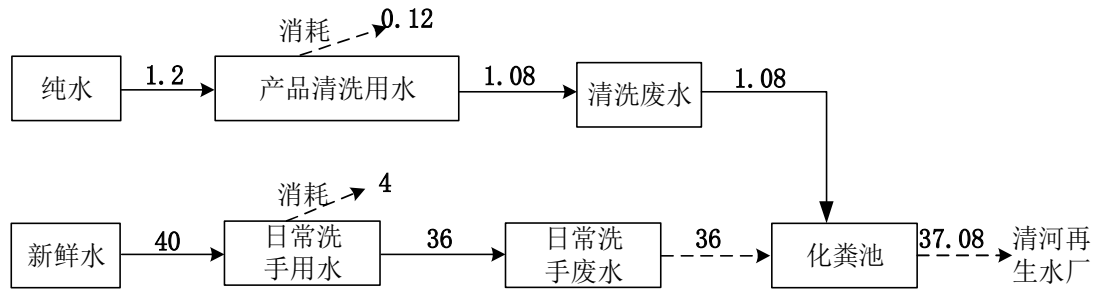 消耗 0.12
纯水 1.2 产品清洗用水 1.08 清洗废水 1.08
消耗 4
新鲜水 40 日常洗
手用水 36 日常洗
手废水 36 化粪池 37.08 清河再
生水厂